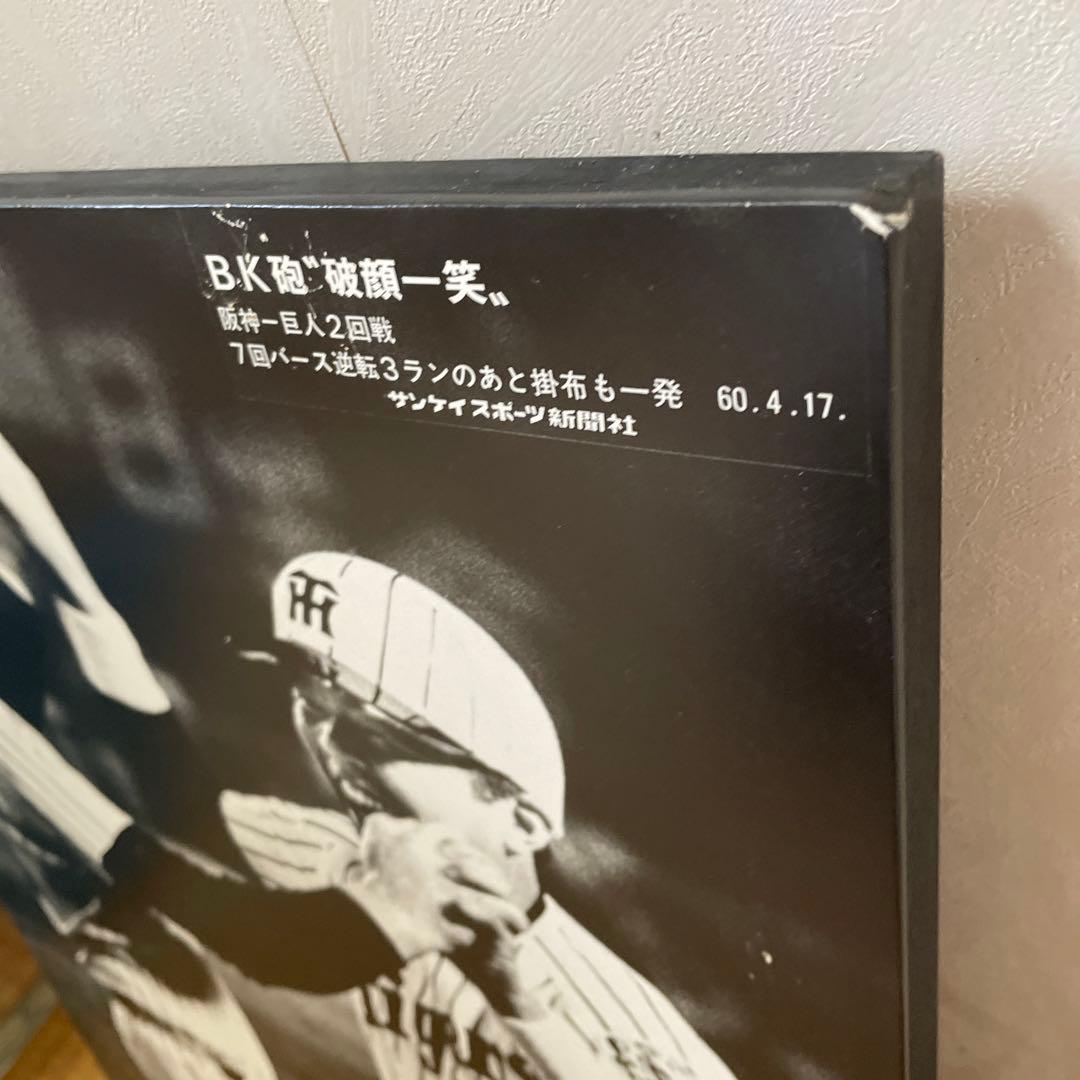 B.K砲〝破顔一笑〟
阪神ー巨人2回戦
7回バース逆転3ランのあと掛布も一発 60.4.17.
サンケイスポーツ新聞社
HT